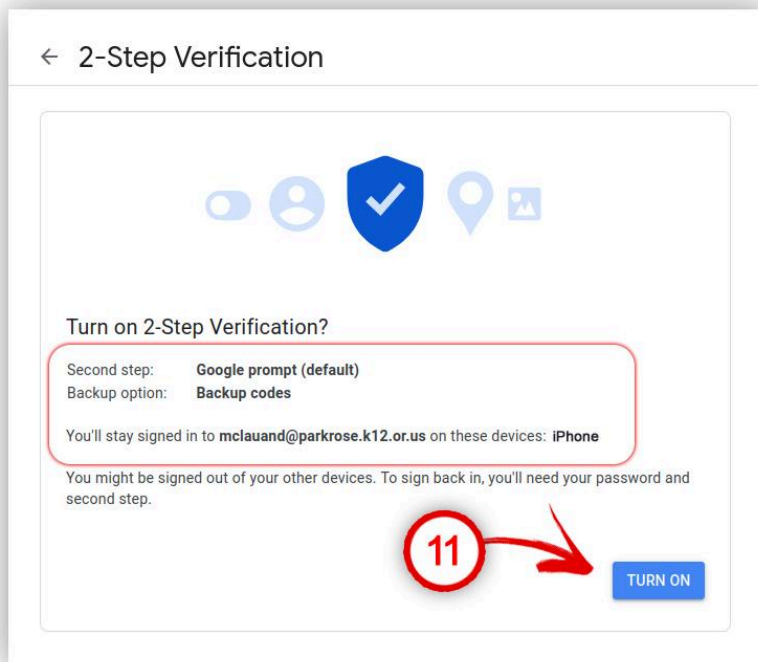 2-Step Verification
Turn on 2-Step Verification?
Second step: Google prompt (default)
Backup option: Backup codes
You'll stay signed in to mclauand@parkrose.k12.or.us on these devices: iPhone
You might be signed out of your other devices. To sign back in, you'll need your password and
second step.
11
TURN ON